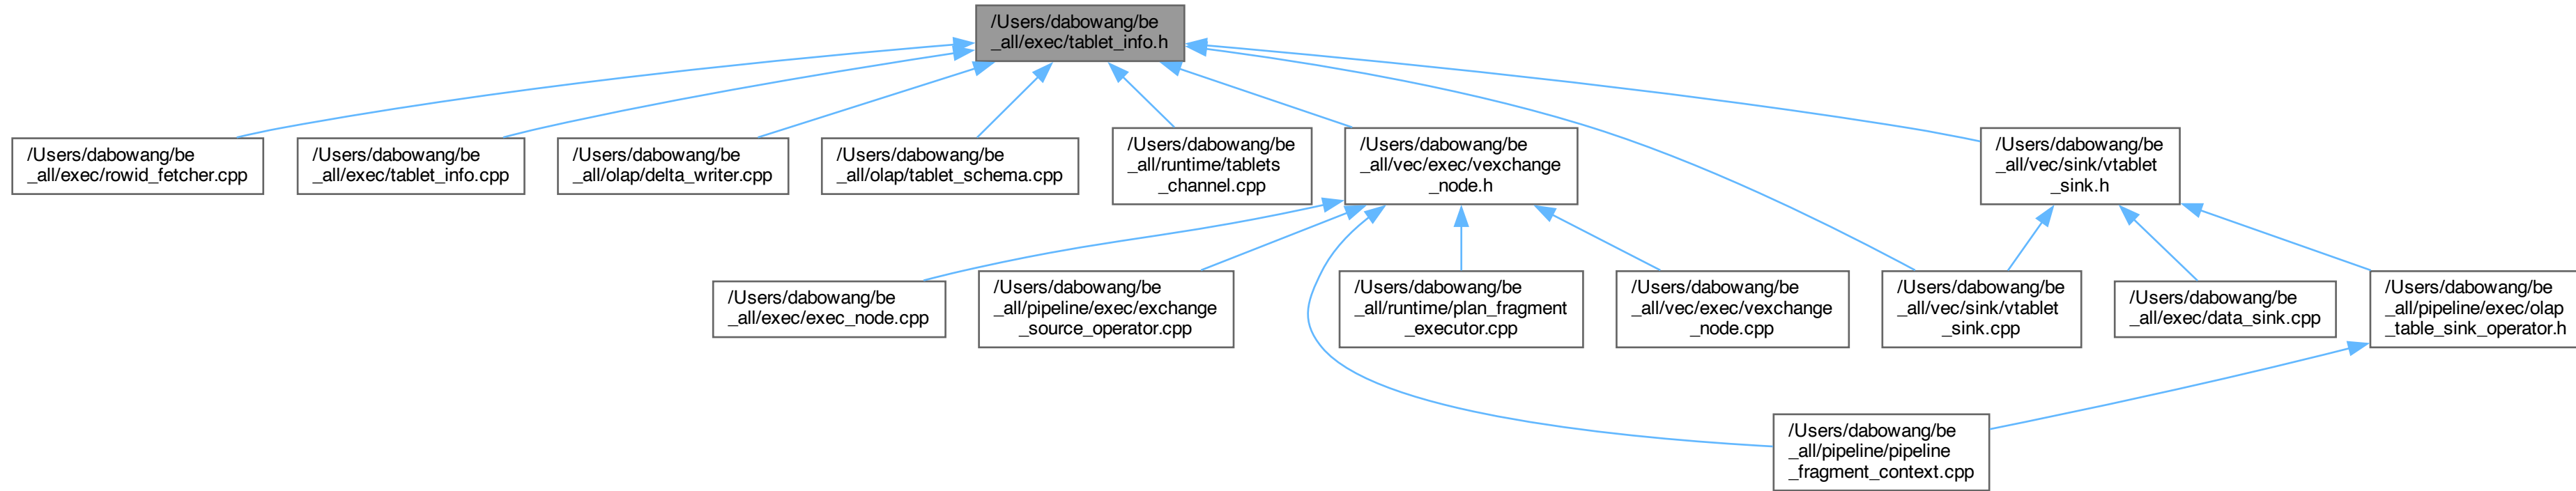 /Users/dabowang/be
_all/exec/tablet_info.h
/Users/dabowang/be
_all/exec/rowid_fetcher.cpp
/Users/dabowang/be
_all/exec/tablet_info.cpp
/Users/dabowang/be
_all/olap/delta_writer.cpp
/Users/dabowang/be
_all/olap/tablet_schema.cpp
/Users/dabowang/be
_all/runtime/tablets
_channel.cpp
/Users/dabowang/be
_all/vec/exec/vexchange
_node.h
/Users/dabowang/be
_all/vec/sink/vtablet
_sink.h
/Users/dabowang/be
_all/exec/exec_node.cpp
/Users/dabowang/be
_all/pipeline/exec/exchange
_source_operator.cpp
/Users/dabowang/be
_all/runtime/plan_fragment
_executor.cpp
/Users/dabowang/be
_all/vec/exec/vexchange
_node.cpp
/Users/dabowang/be
_all/vec/sink/vtablet
_sink.cpp
/Users/dabowang/be
_all/exec/data_sink.cpp
/Users/dabowang/be
_all/pipeline/exec/olap
_table_sink_operator.h
/Users/dabowang/be
_all/pipeline/pipeline
_fragment_context.cpp